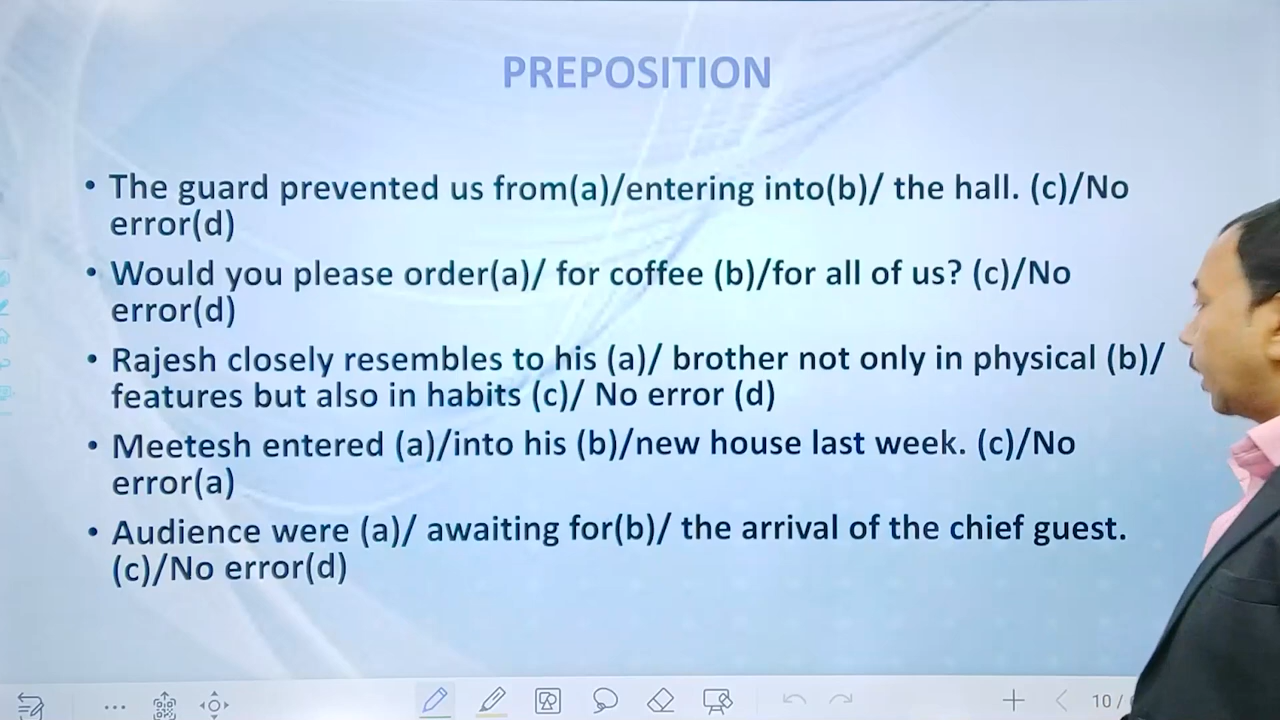 PREPOSITION
• The guard prevented us from(a)/entering into(b)/ the hall. (c)/No
error(d)
• Would you please order(a)/ for coffee (b)/for all of us? (c)/No
error(d)
• Rajesh closely resembles to his (a)/ brother not only in physical (b)/
features but also in habits (c)/ No error (d)
• Meetesh entered (a)/into his (b)/new house last week. (c)/No
error(a)
• Audience were (a)/ awaiting for(b)/ the arrival of the chief guest.
(c)/No error(d)
10 /